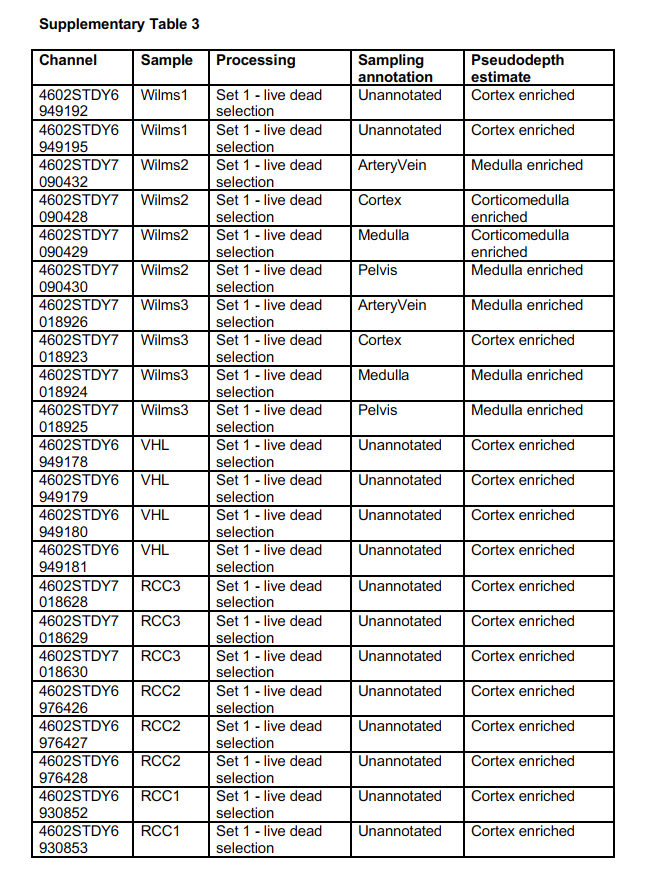 Supplementary Table 3
Channel Sample Processing Sampling annotation Pseudodepth estimate
4602STDY6949192 Wilms1 Set 1 - live dead selection Unannotated Cortex enriched
4602STDY6949195 Wilms1 Set 1 - live dead selection Unannotated Cortex enriched
4602STDY7090432 Wilms2 Set 1 - live dead selection ArteryVein Medulla enriched
4602STDY7090428 Wilms2 Set 1 - live dead selection Cortex Corticomedulla enriched
4602STDY7090429 Wilms2 Set 1 - live dead selection Medulla Corticomedulla enriched
4602STDY7090430 Wilms2 Set 1 - live dead selection Pelvis Medulla enriched
4602STDY7018926 Wilms3 Set 1 - live dead selection ArteryVein Medulla enriched
4602STDY7018923 Wilms3 Set 1 - live dead selection Cortex Cortex enriched
4602STDY7018924 Wilms3 Set 1 - live dead selection Medulla Medulla enriched
4602STDY7018925 Wilms3 Set 1 - live dead selection Pelvis Medulla enriched
4602STDY6949178 VHL Set 1 - live dead selection Unannotated Cortex enriched
4602STDY6949179 VHL Set 1 - live dead selection Unannotated Cortex enriched
4602STDY6949180 VHL Set 1 - live dead selection Unannotated Cortex enriched
4602STDY6949181 VHL Set 1 - live dead selection Unannotated Cortex enriched
4602STDY7018628 RCC3 Set 1 - live dead selection Unannotated Cortex enriched
4602STDY7018629 RCC3 Set 1 - live dead selection Unannotated Cortex enriched
4602STDY7018630 RCC3 Set 1 - live dead selection Unannotated Cortex enriched
4602STDY6976426 RCC2 Set 1 - live dead selection Unannotated Cortex enriched
4602STDY6976427 RCC2 Set 1 - live dead selection Unannotated Cortex enriched
4602STDY6976428 RCC2 Set 1 - live dead selection Unannotated Cortex enriched
4602STDY6930852 RCC1 Set 1 - live dead selection Unannotated Cortex enriched
4602STDY6930853 RCC1 Set 1 - live dead selection Unannotated Cortex enriched